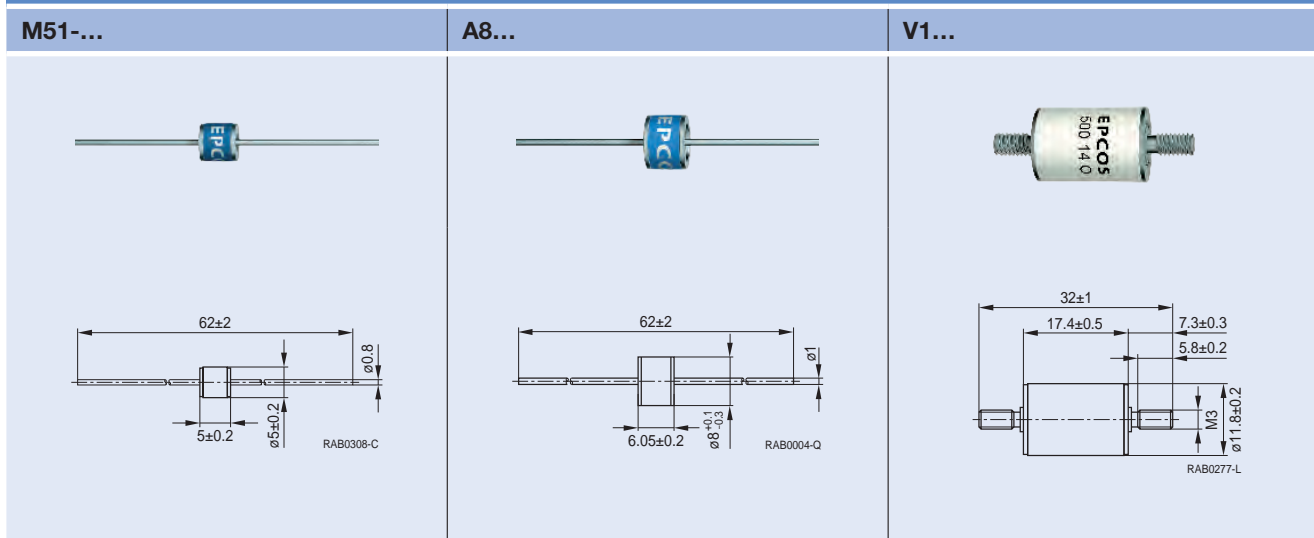 M51-...
A8...
V1...
EPC
EPC
EPCOS
500 14 O
62±2
ø0.8
5±0.2
ø5±0.2
RAB0308-C
62±2
ø1
6.05±0.2
ø8+0.1 -0.3
RAB0004-Q
32±1
17.4±0.5
7.3±0.3
5.8±0.2
M3
ø11.8±0.2
RAB0277-L